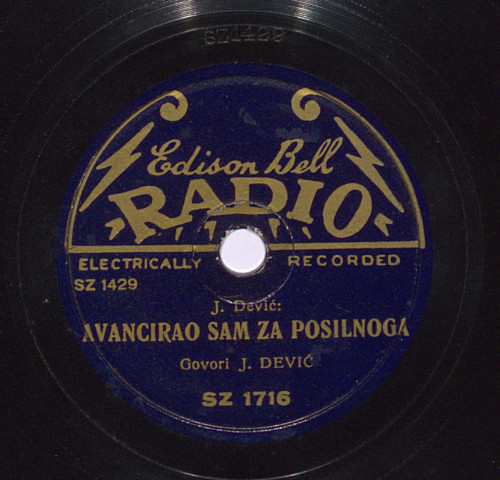 SZ1429
Edison Bell
RADIO
ELECTRICALLY RECORDED
SZ 1429
J. Dević:
AVANCIRAO SAM ZA POSILNOGA
Govori J. DEVIĆ
SZ 1716